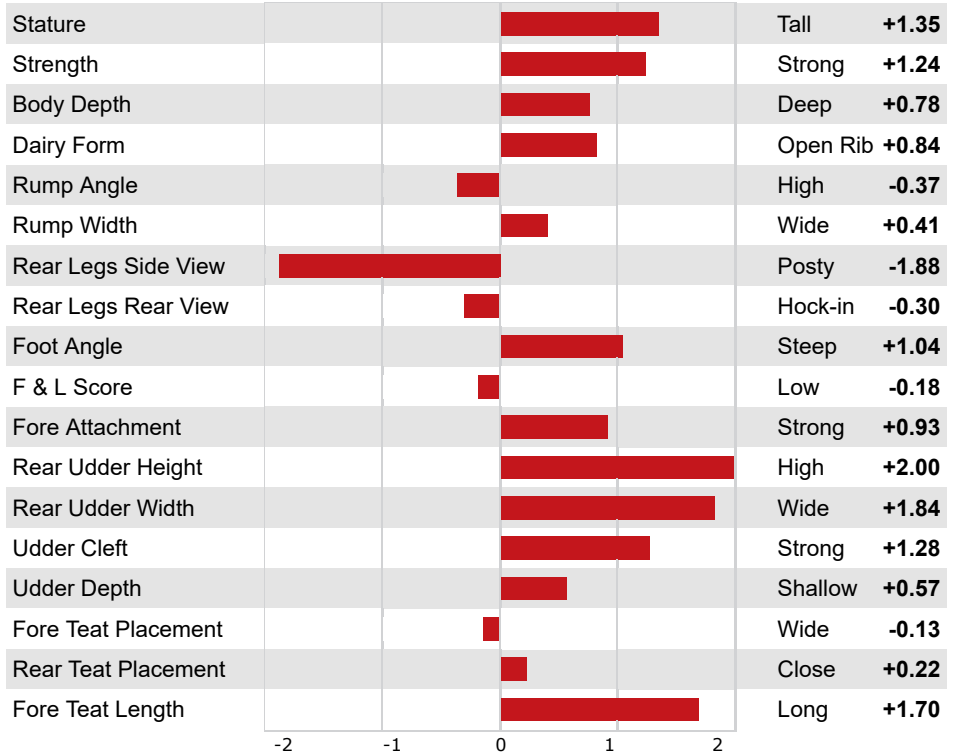 Stature Tall +1.35
Strength Strong +1.24
Body Depth Deep +0.78
Dairy Form Open Rib +0.84
Rump Angle High -0.37
Rump Width Wide +0.41
Rear Legs Side View Posty -1.88
Rear Legs Rear View Hock-in -0.30
Foot Angle Steep +1.04
F & L Score Low -0.18
Fore Attachment Strong +0.93
Rear Udder Height High +2.00
Rear Udder Width Wide +1.84
Udder Cleft Strong +1.28
Udder Depth Shallow +0.57
Fore Teat Placement Wide -0.13
Rear Teat Placement Close +0.22
Fore Teat Length Long +1.70
-2 -1 0 1 2